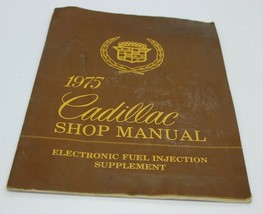 1975
Cadillac
SHOP MANUAL
ELECTRONIC FUEL INJECTION
SUPPLEMENT